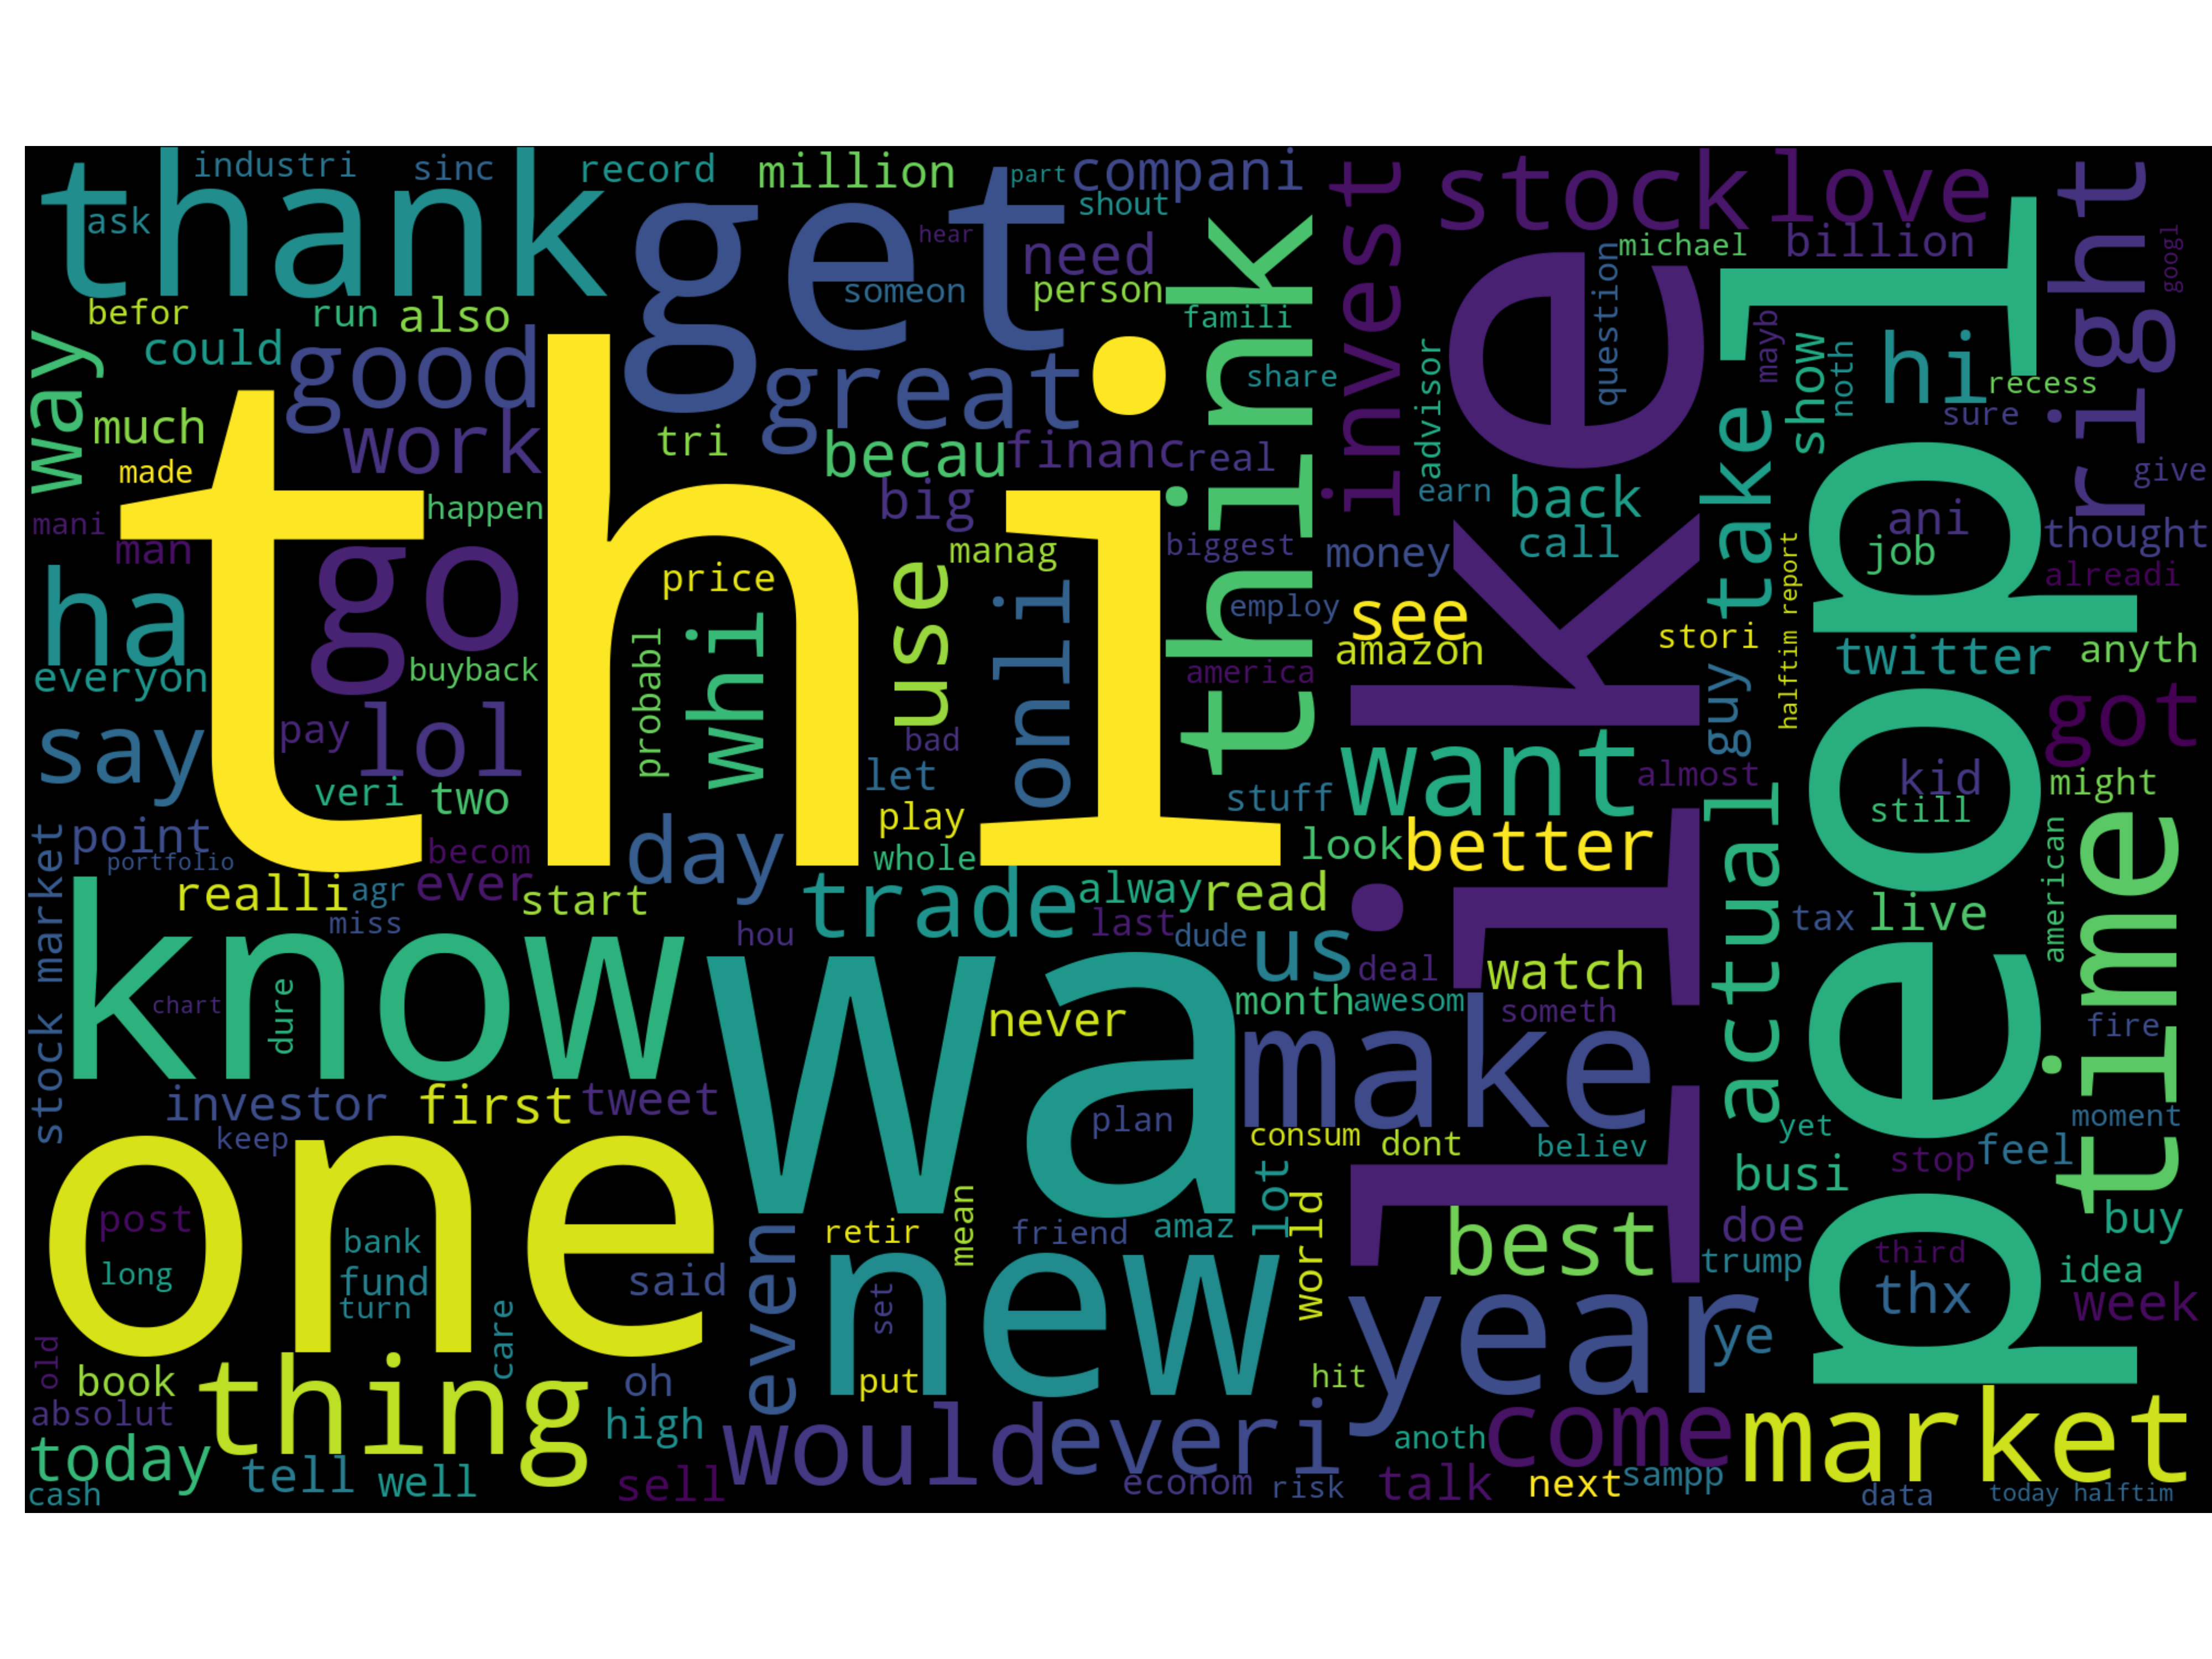 industri
sinc
record
million
part
compani
thank
ask
get
hear
shout
need
someon
person
befor
run
also
famili
way
could
good
great
think
share
invest
stock
love
michael
billion
question
right
googl
like
peopl
advisor
mayb
show
noth
hi
recess
sure
much
work
tri
becau
financ
real
made
big
earn
back
take
ani
give
mani
happen
thi
manag
biggest
money
call
job
thought
man
go
price
use
onli
employ
see
halftim report
alreadi
ha
whi
probabl
stori
twitter
anyth
everyon
buyback
america
amazon
guy
got
say
pay
lol
bad
want
almost
kid
might
veri
two
let
stuff
still
point
day
play
look
better
actual
american
time
portfolio
becom
whole
stock market
realli
agr
ever
start
trade
alway
read
miss
hou
last
dude
us
deal
tax
live
know
chart
dure
wa
never
month
awesom
watch
someth
fire
investor
first
tweet
keep
plan
make
consum
dont
believ
yet
moment
one
lot
busi
stop
feel
post
bank
even
retir
mean
friend
amaz
world
best
doe
third
buy
long
fund
turn
said
new
set
year
trump
thx
idea
week
care
ye
old
book
thing
oh
put
hit
absolut
high
would
everi
anoth
come
market
today
tell
well
sell
econom
risk
talk
next
sampp
cash
data
today halftim